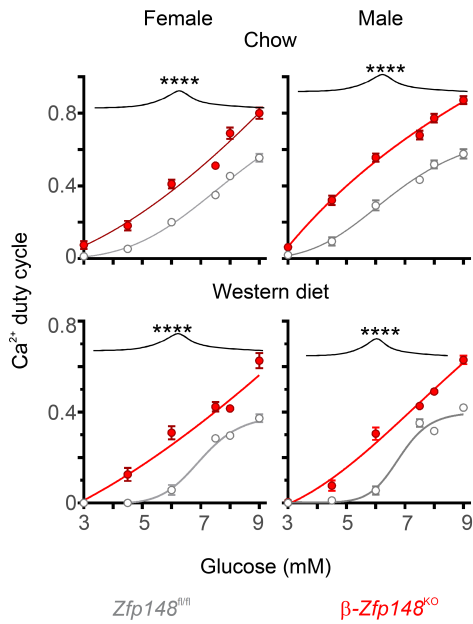 Female Male
Chow
**** ****
0.8
0.4
0
Ca²⁺ duty cycle
Western diet
**** ****
0.8
0.4
0
3 5 7 9 3 5 7 9
Glucose (mM)
Zfp148fl/fl β-Zfp148KO